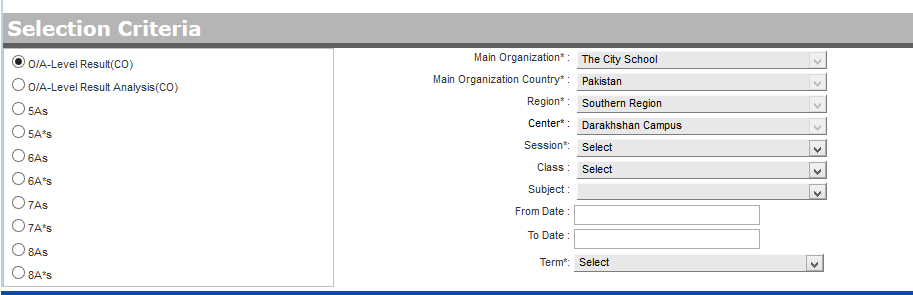 Selection Criteria
O/A-Level Result(CO)
O/A-Level Result Analysis(CO)
5As
5A*s
6As
6A*s
7As
7A*s
8As
8A*s
Main Organization* : The City School
Main Organization Country* : Pakistan
Region* : Southern Region
Center* : Darakhshan Campus
Session*: Select
Class : Select
Subject :
From Date :
To Date :
Term*: Select